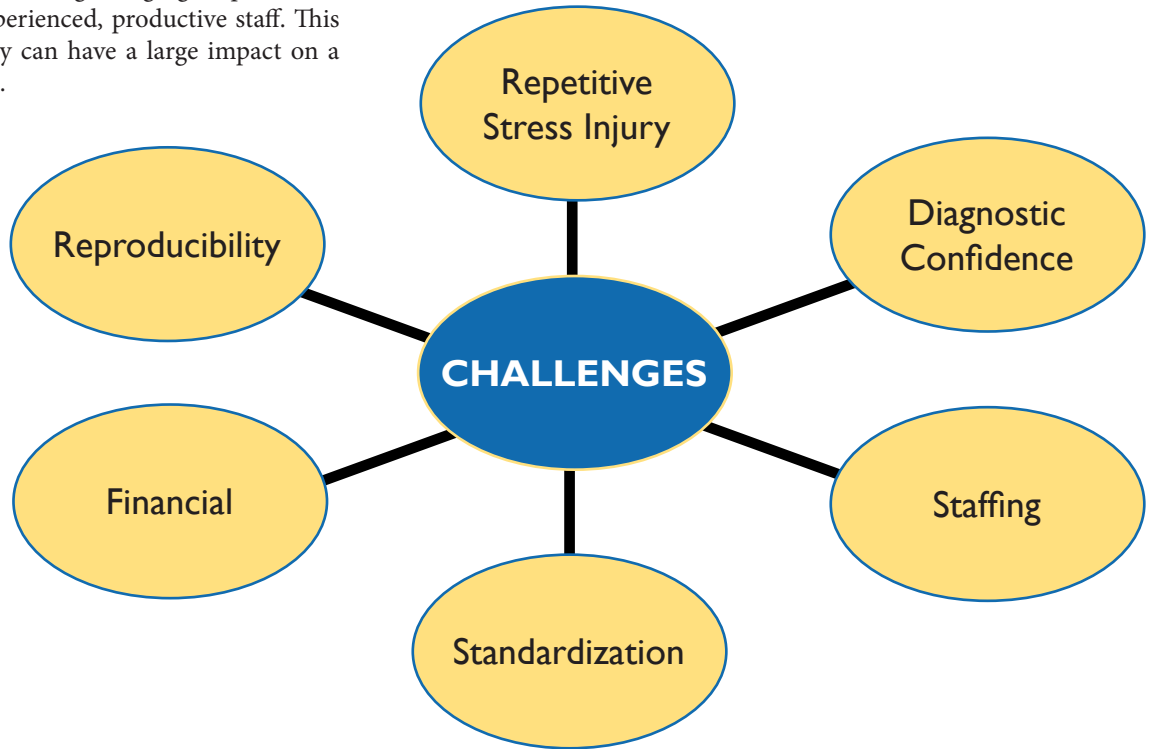 perienced, productive staff. This
y can have a large impact on a
.
Repetitive
Stress Injury
Diagnostic
Confidence
Reproducibility
CHALLENGES
Financial
Staffing
Standardization